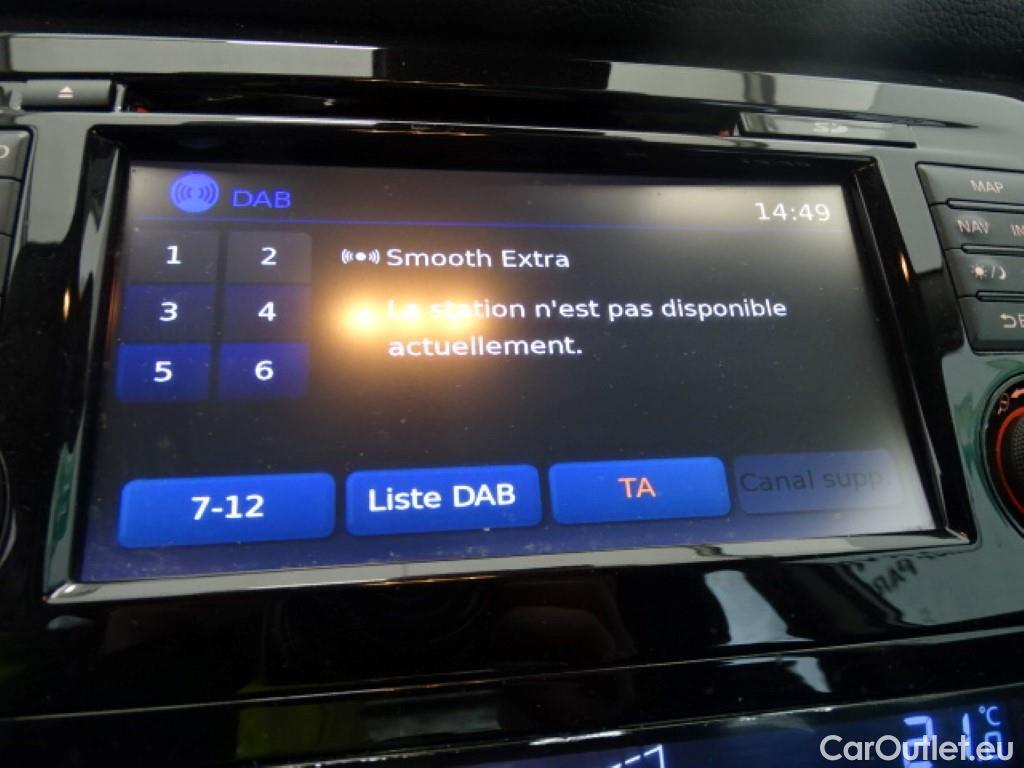 SD
MAP
NAV
DAB
14:49
1
2
Smooth Extra
3
4
La station n'est pas disponible
actuellement.
5
6
7-12
Liste DAB
TA
Canal supp.
°C
CarOutlet.eu